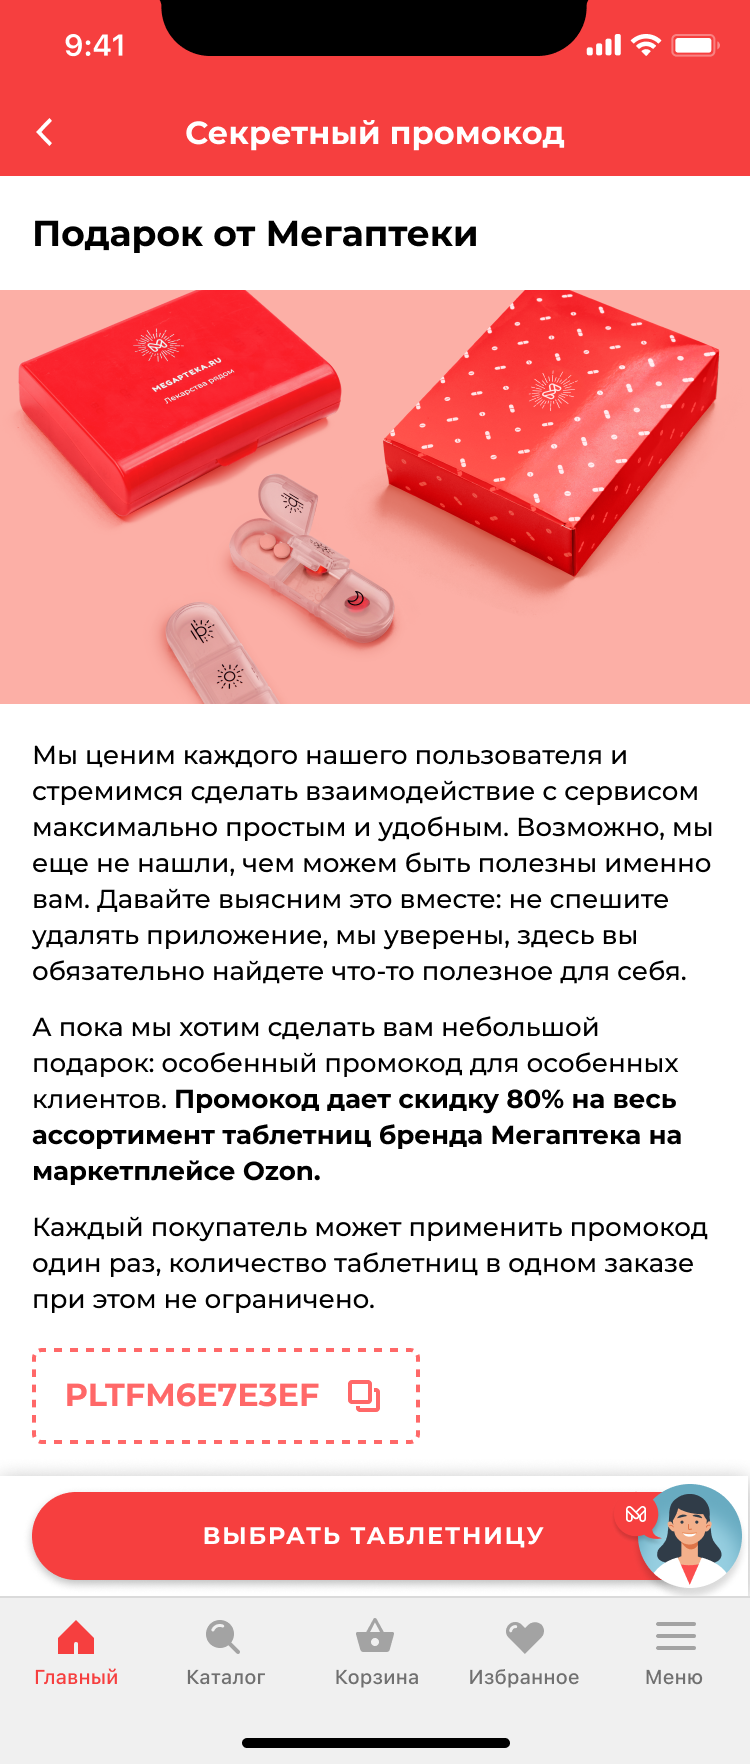 9:41
Секретный промокод
Подарок от Мегаптеки
MEGAPTEKA.RU
Лекарства рядом
Мы ценим каждого нашего пользователя и
стремимся сделать взаимодействие с сервисом
максимально простым и удобным. Возможно, мы
еще не нашли, чем можем быть полезны именно
вам. Давайте выясним это вместе: не спешите
удалять приложение, мы уверены, здесь вы
обязательно найдете что-то полезное для себя.
А пока мы хотим сделать вам небольшой
подарок: особенный промокод для особенных
клиентов. Промокод дает скидку 80% на весь
ассортимент таблетниц бренда Мегаптека на
маркетплейсе Ozon.
Каждый покупатель может применить промокод
один раз, количество таблетниц в одном заказе
при этом не ограничено.
PLTFM6E7E3EF
ВЫБРАТЬ ТАБЛЕТНИЦУ
Главный
Каталог
Корзина
Избранное
Меню